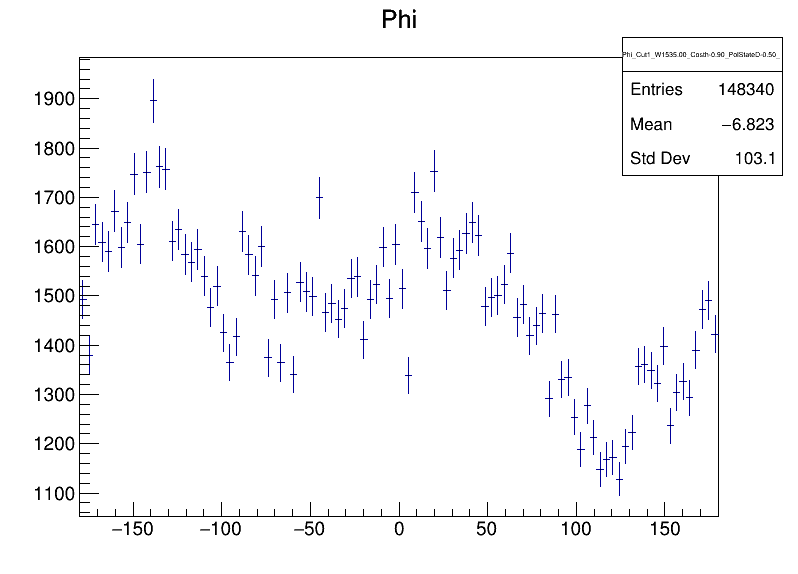 Phi
Phi_Cut1_W1535.00_Costh-0.90_PolStateD-0.50_
Entries 148340
Mean −6.823
Std Dev 103.1
1900
1800
1700
1600
1500
1400
1300
1200
1100
−150 −100 −50 0 50 100 150